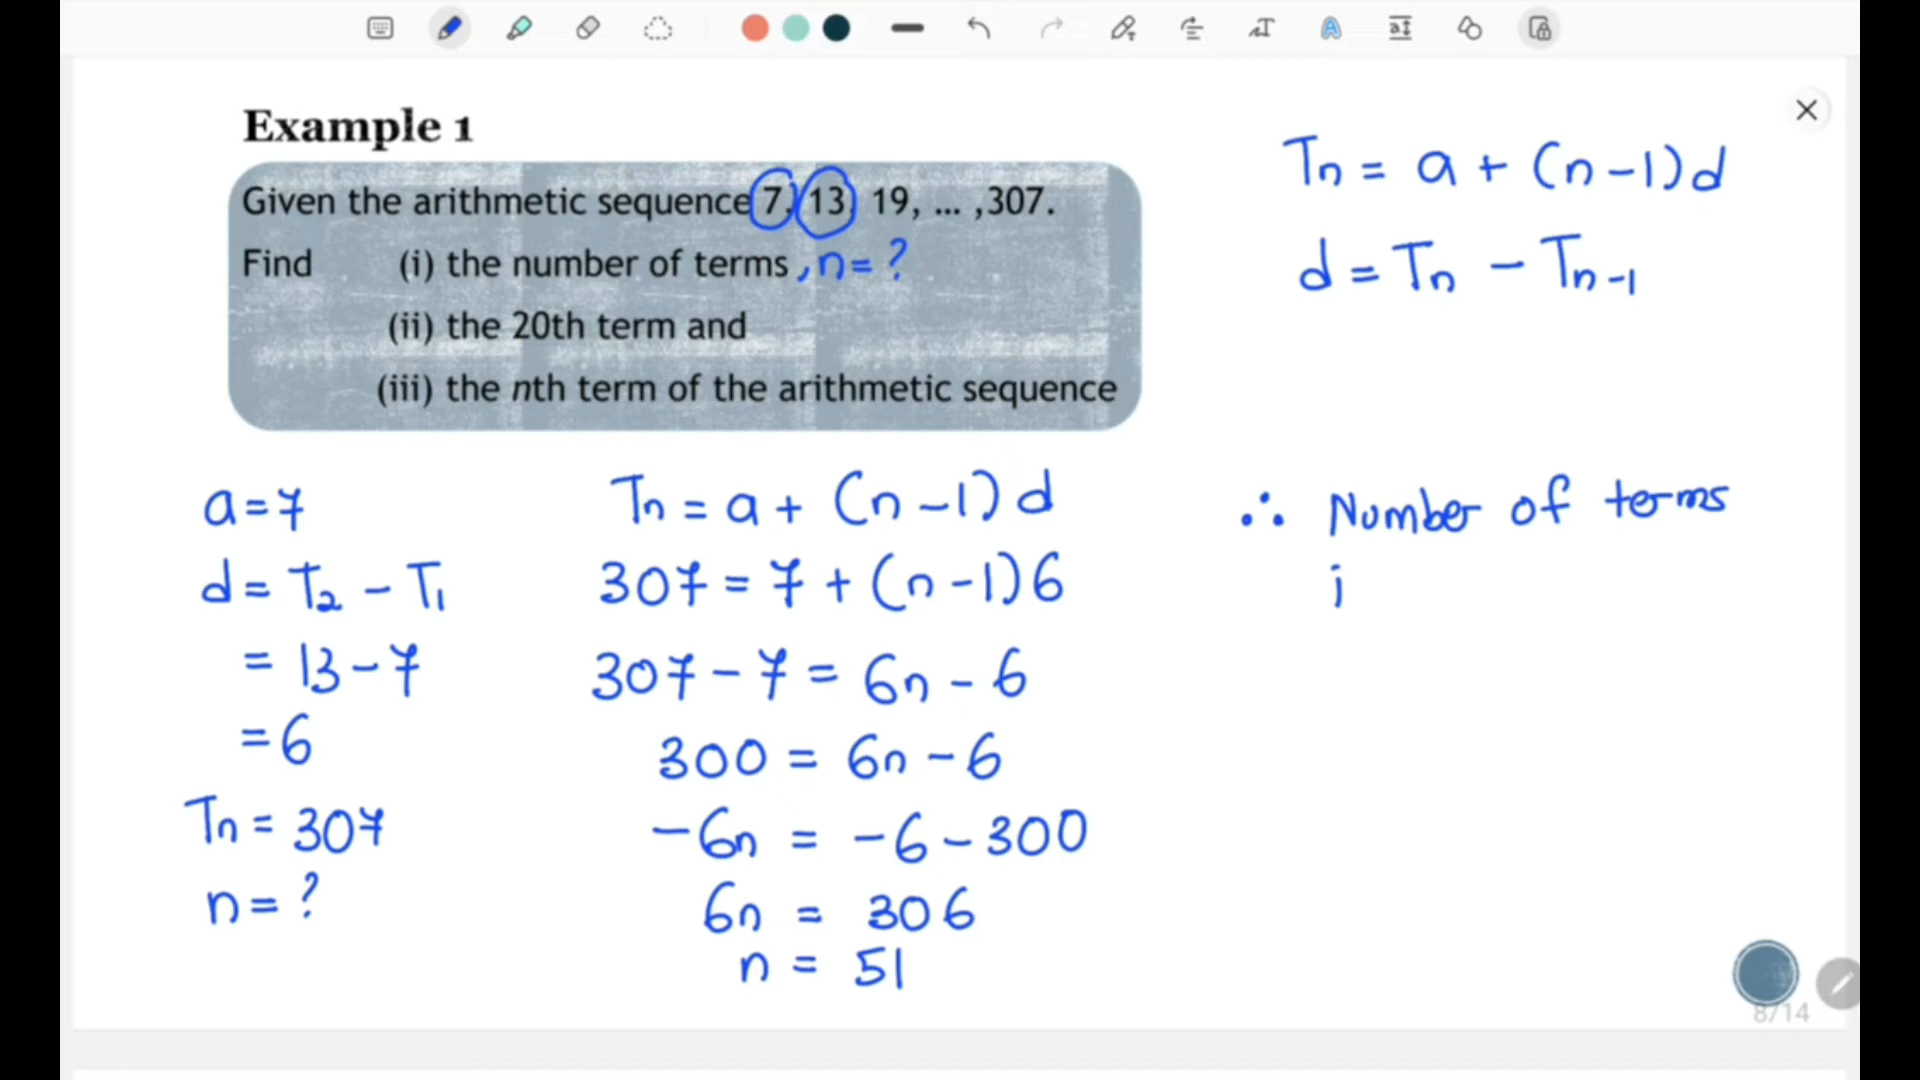 Example 1
Given the arithmetic sequence 7, 13, 19, ... ,307.
Find (i) the number of terms , n = ?
(ii) the 20th term and
(iii) the nth term of the arithmetic sequence
Tn = a + (n-1)d
d = Tn - Tn-1
a = 7
d = T2 - T1
= 13 - 7
= 6
Tn = 307
n = ?
Tn = a + (n-1)d
307 = 7 + (n-1)6
307 - 7 = 6n - 6
300 = 6n - 6
-6n = -6 - 300
6n = 306
n = 51
∴ Number of terms
i
8/14